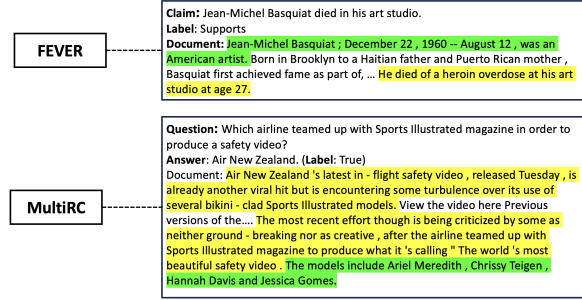 FEVER
Claim: Jean-Michel Basquiat died in his art studio.
Label: Supports
Document: Jean-Michel Basquiat ; December 22 , 1960 -- August 12 , was an
American artist. Born in Brooklyn to a Haitian father and Puerto Rican mother ,
Basquiat first achieved fame as part of, ... He died of a heroin overdose at his art
studio at age 27.
MultiRC
Question: Which airline teamed up with Sports Illustrated magazine in order to
produce a safety video?
Answer: Air New Zealand. (Label: True)
Document: Air New Zealand 's latest in - flight safety video , released Tuesday , is
already another viral hit but is encountering some turbulence over its use of
several bikini - clad Sports Illustrated models. View the video here Previous
versions of the.... The most recent effort though is being criticized by some as
neither ground - breaking nor as creative , after the airline teamed up with
Sports Illustrated magazine to produce what it 's calling " The world 's most
beautiful safety video . The models include Ariel Meredith , Chrissy Teigen ,
Hannah Davis and Jessica Gomes.